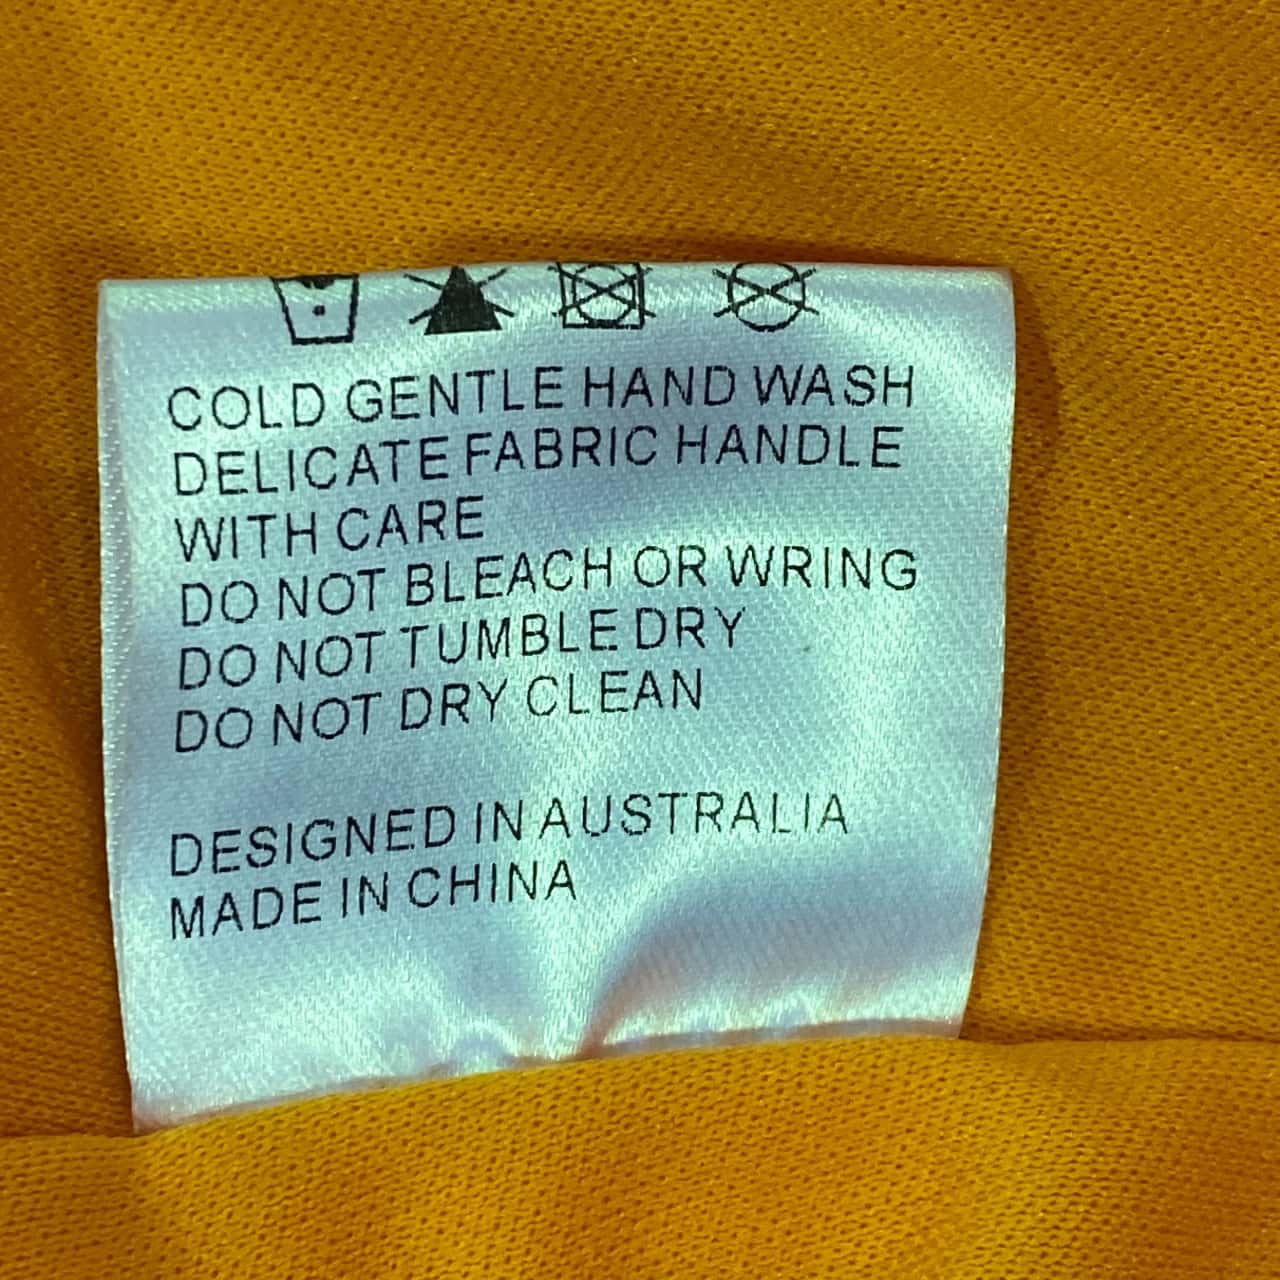 COLD GENTLE HAND WASH
DELICATE FABRIC HANDLE
WITH CARE
DO NOT BLEACH OR WRING
DO NOT TUMBLE DRY
DO NOT DRY CLEAN
DESIGNED IN AUSTRALIA
MADE IN CHINA